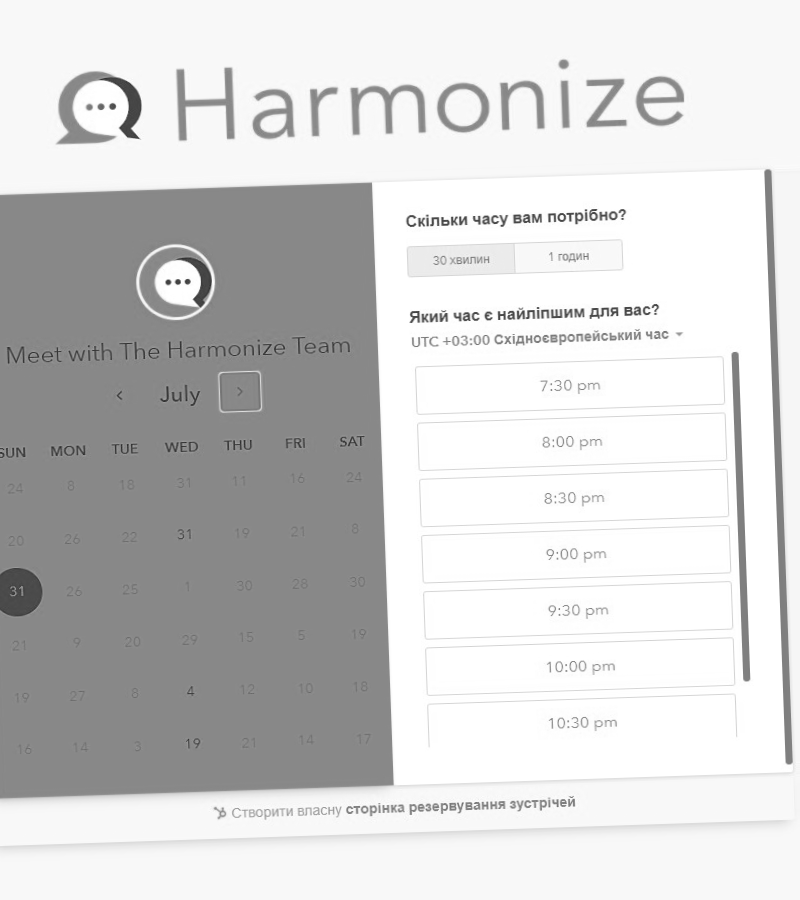 Harmonize
Meet with The Harmonize Team
July
SUN MON TUE WED THU FRI SAT
24 8 18 31 11 16 24
20 26 22 31 19 21 8
31 26 25 1 30 28 30
21 9 20 29 15 5 19
19 27 8 4 12 10 18
16 14 3 19 21 14 17
Скільки часу вам потрібно?
30 хвилин 1 годин
Який час є найліпшим для вас?
UTC +03:00 Східноєвропейський час
7:30 pm
8:00 pm
8:30 pm
9:00 pm
9:30 pm
10:00 pm
10:30 pm
Створити власну сторінка резервування зустрічей